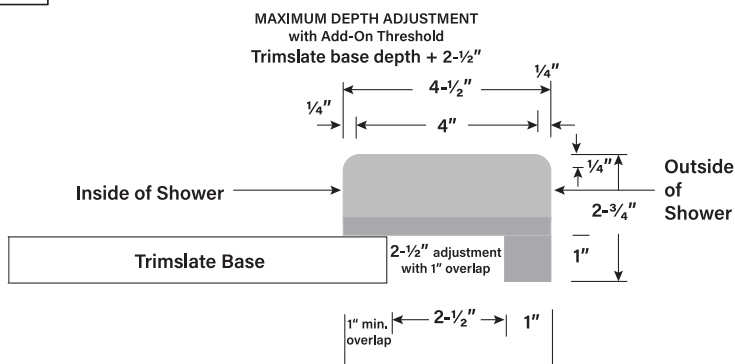 MAXIMUM DEPTH ADJUSTMENT
with Add-On Threshold
Trimslate base depth + 2-½"
¼"
4-½"
¼"
4"
¼"
Inside of Shower
Outside
of
Shower
2-¾"
Trimslate Base
2-½" adjustment
with 1" overlap
1"
1" min.
overlap
2-½"
1"